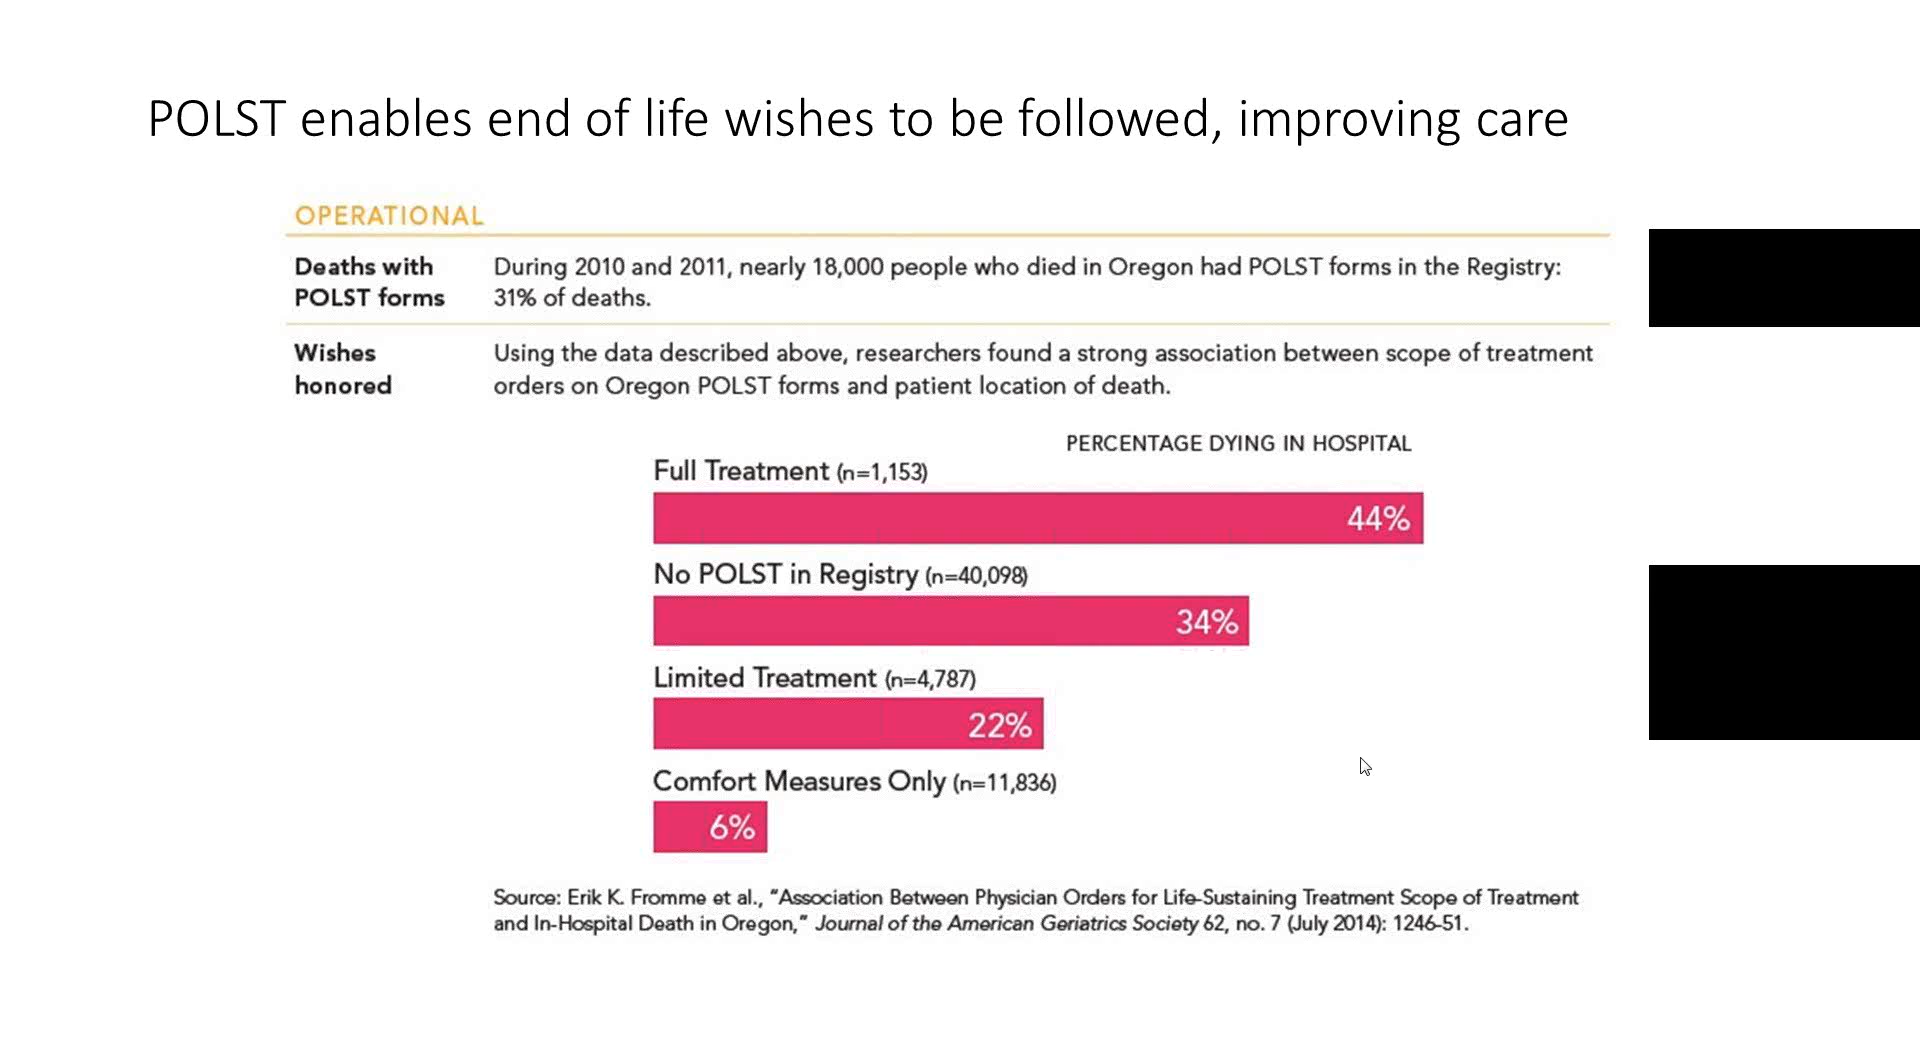 POLST enables end of life wishes to be followed, improving care
OPERATIONAL
Deaths with
POLST forms
During 2010 and 2011, nearly 18,000 people who died in Oregon had POLST forms in the Registry:
31% of deaths.
Wishes
honored
Using the data described above, researchers found a strong association between scope of treatment
orders on Oregon POLST forms and patient location of death.
PERCENTAGE DYING IN HOSPITAL
Full Treatment (n=1,153)
44%
No POLST in Registry (n=40,098)
34%
Limited Treatment (n=4,787)
22%
Comfort Measures Only (n=11,836)
6%
Source: Erik K. Fromme et al., “Association Between Physician Orders for Life-Sustaining Treatment Scope of Treatment
and In-Hospital Death in Oregon,” Journal of the American Geriatrics Society 62, no. 7 (July 2014): 1246-51.